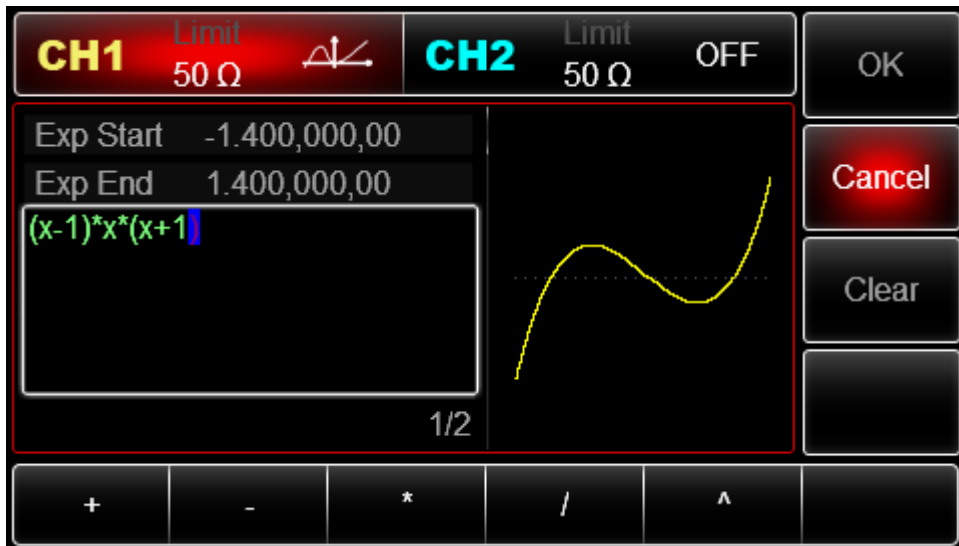 CH1 Limit 50 Ω CH2 Limit 50 Ω OFF
OK
Exp Start -1.400,000,00
Exp End 1.400,000,00
Cancel
(x-1)*x*(x+1)
Clear
1/2
+ - * / ^